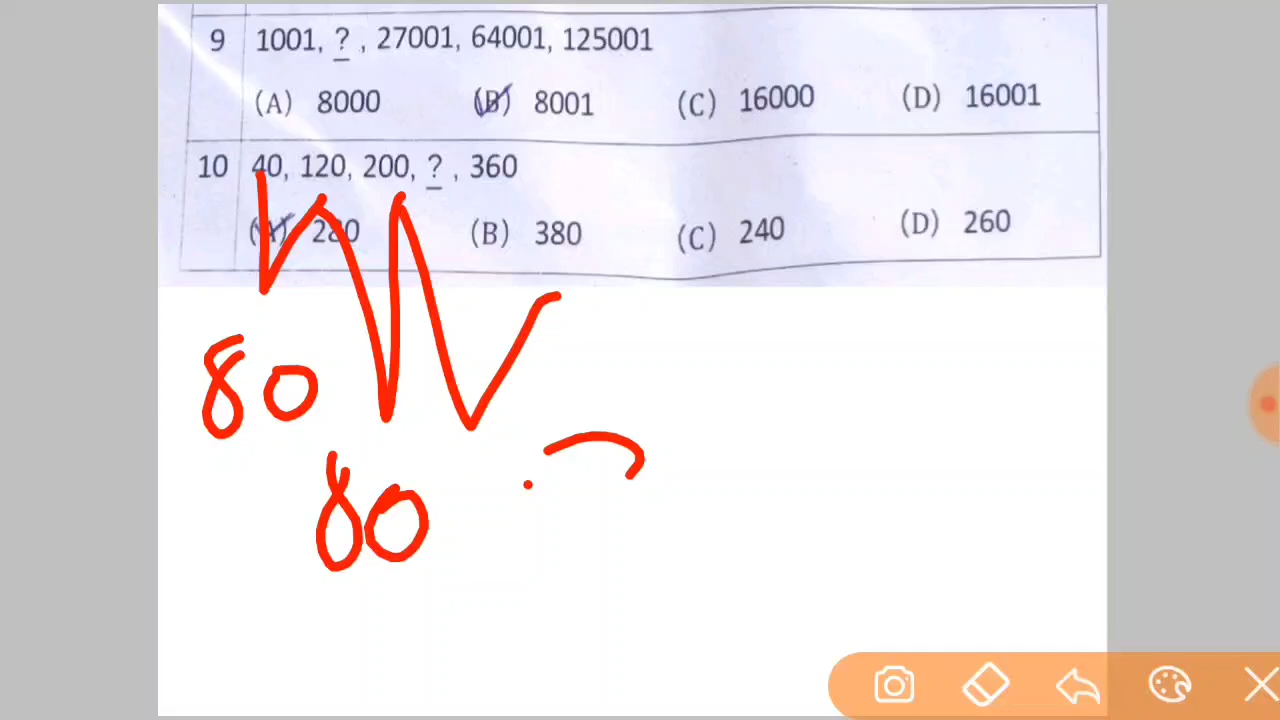 9 1001, ? , 27001, 64001, 125001
(A) 8000 (B) 8001 (C) 16000 (D) 16001
10 40, 120, 200, ? , 360
(A) 280 (B) 380 (C) 240 (D) 260
80
80